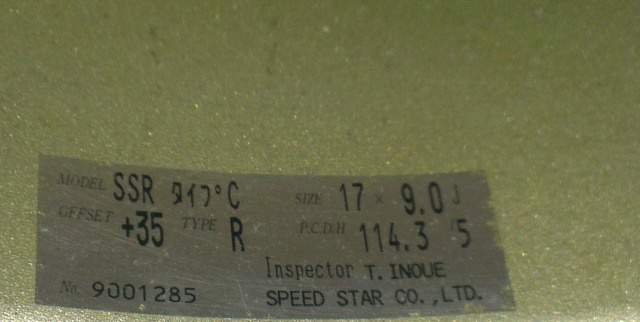 MODEL SSR タイプC SIZE 17 × 9.0 J
OFFSET +35 TYPE R P.C.D.H 114.3 /5
Inspector T. INOUE
No. 9001285 SPEED STAR CO.,LTD.